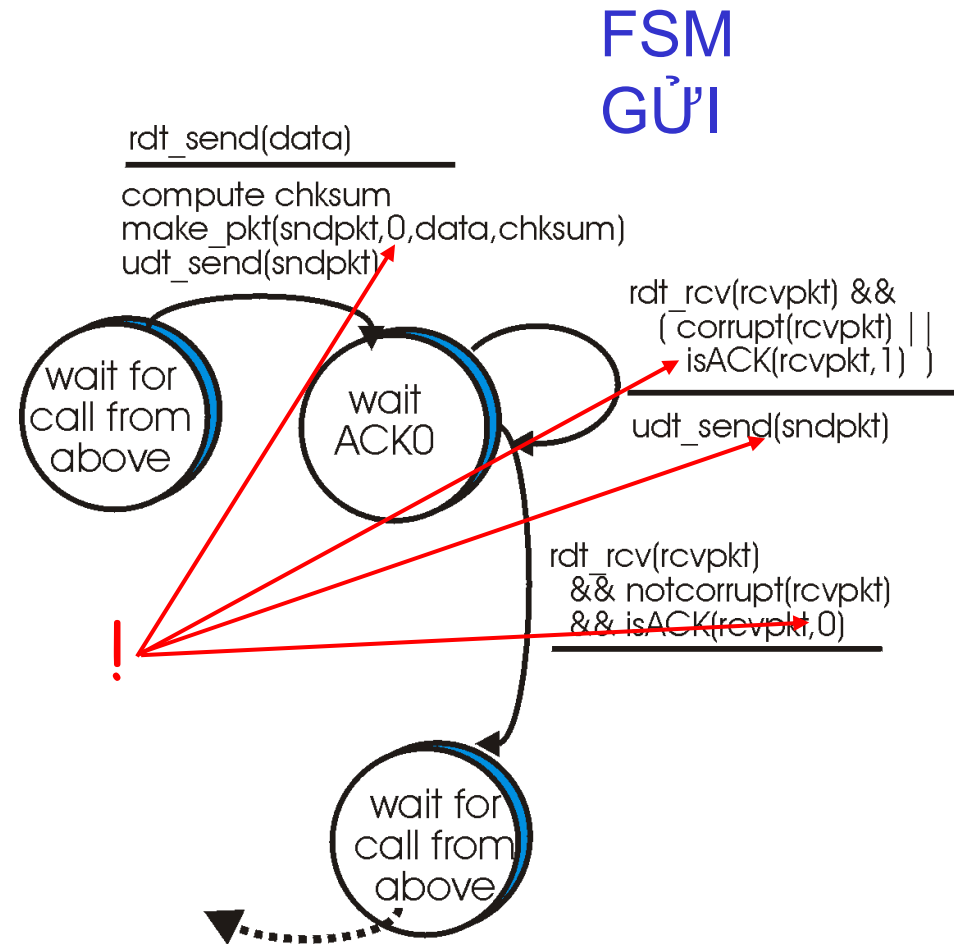 FSM
GỬI
rdt_send(data)
compute chksum
make_pkt(sndpkt,0,data,chksum)
udt_send(sndpkt)
rdt_rcv(rcvpkt) &&
( corrupt(rcvpkt) ||
isACK(rcvpkt,1) )
udt_send(sndpkt)
wait for
call from
above
wait
ACK0
rdt_rcv(rcvpkt)
&& notcorrupt(rcvpkt)
&& isACK(rcvpkt,0)
!
wait for
call from
above